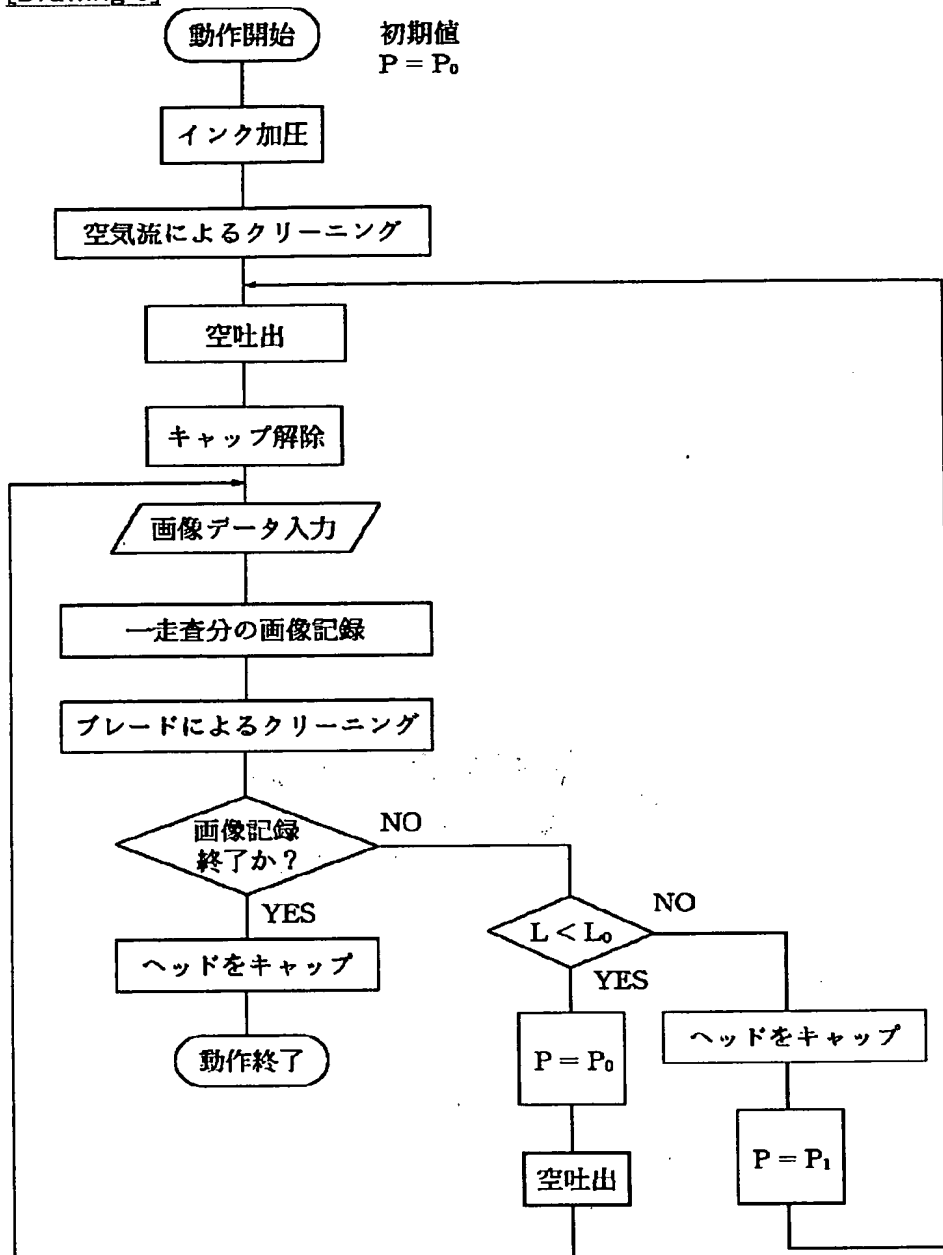 動作開始
初期値
P = P₀
インク加圧
空気流によるクリーニング
空吐出
キャップ解除
画像データ入力
一走査分の画像記録
ブレードによるクリーニング
画像記録
終了か?
NO
YES
ヘッドをキャップ
動作終了
L < L₀
NO
YES
P = P₀
空吐出
ヘッドをキャップ
P = P₁